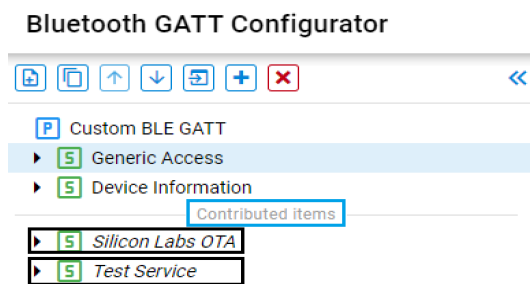 Bluetooth GATT Configurator
P Custom BLE GATT
S Generic Access
S Device Information
Contributed items
S Silicon Labs OTA
S Test Service